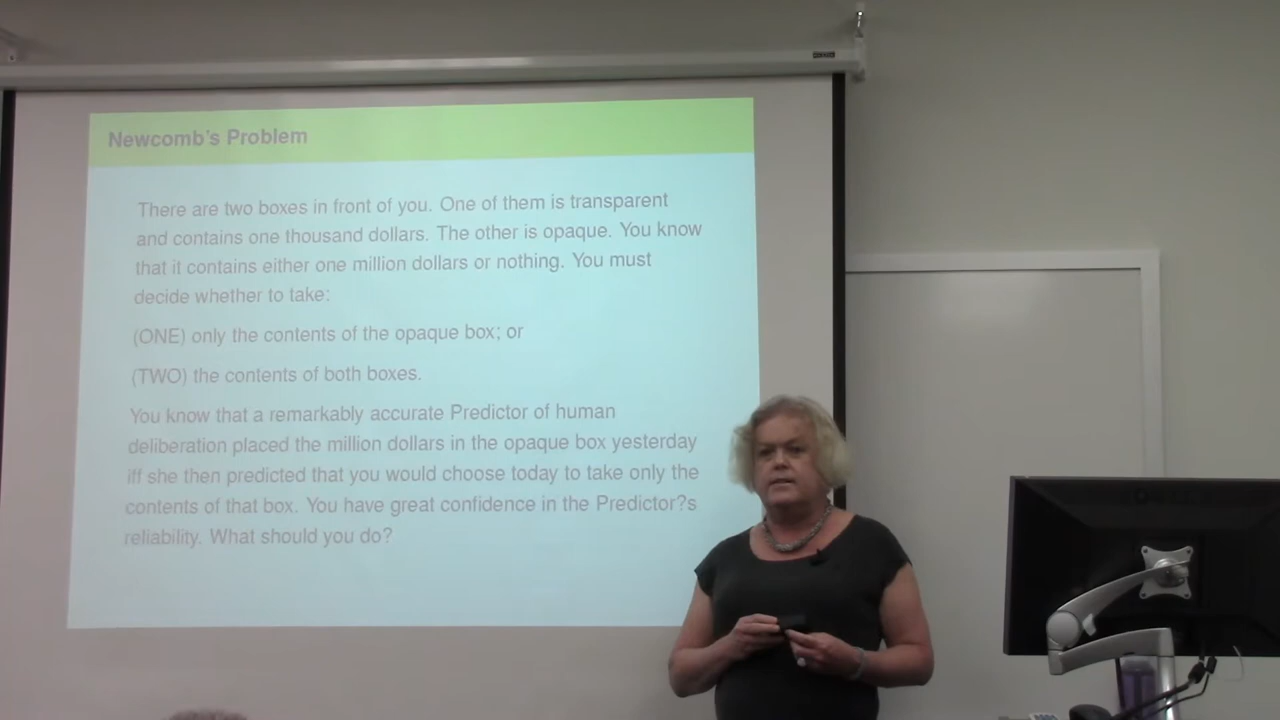 Newcomb's Problem
There are two boxes in front of you. One of them is transparent
and contains one thousand dollars. The other is opaque. You know
that it contains either one million dollars or nothing. You must
decide whether to take:
(ONE) only the contents of the opaque box; or
(TWO) the contents of both boxes.
You know that a remarkably accurate Predictor of human
deliberation placed the million dollars in the opaque box yesterday
iff she then predicted that you would choose today to take only the
contents of that box. You have great confidence in the Predictor?s
reliability. What should you do?